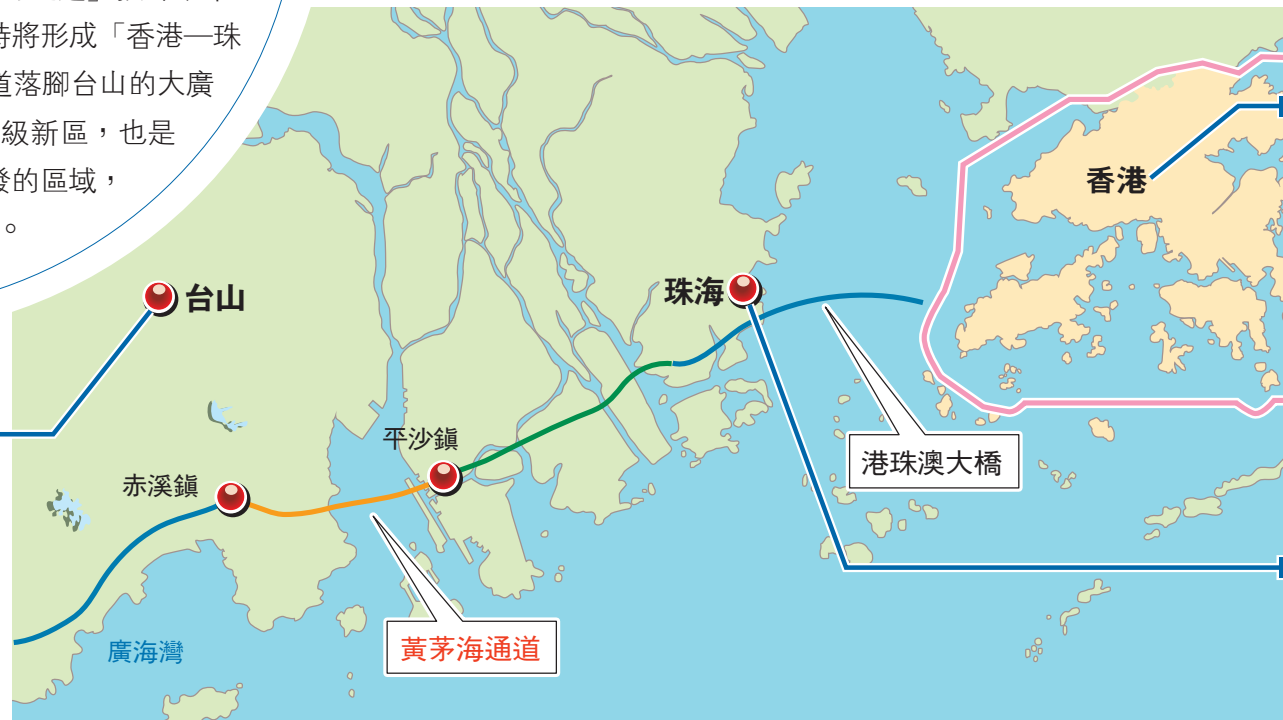 時將形成「香港—珠
道落腳台山的大廣
級新區，也是
發的區域，
。
香港
珠海
台山
港珠澳大橋
平沙鎮
赤溪鎮
黃茅海通道
廣海灣